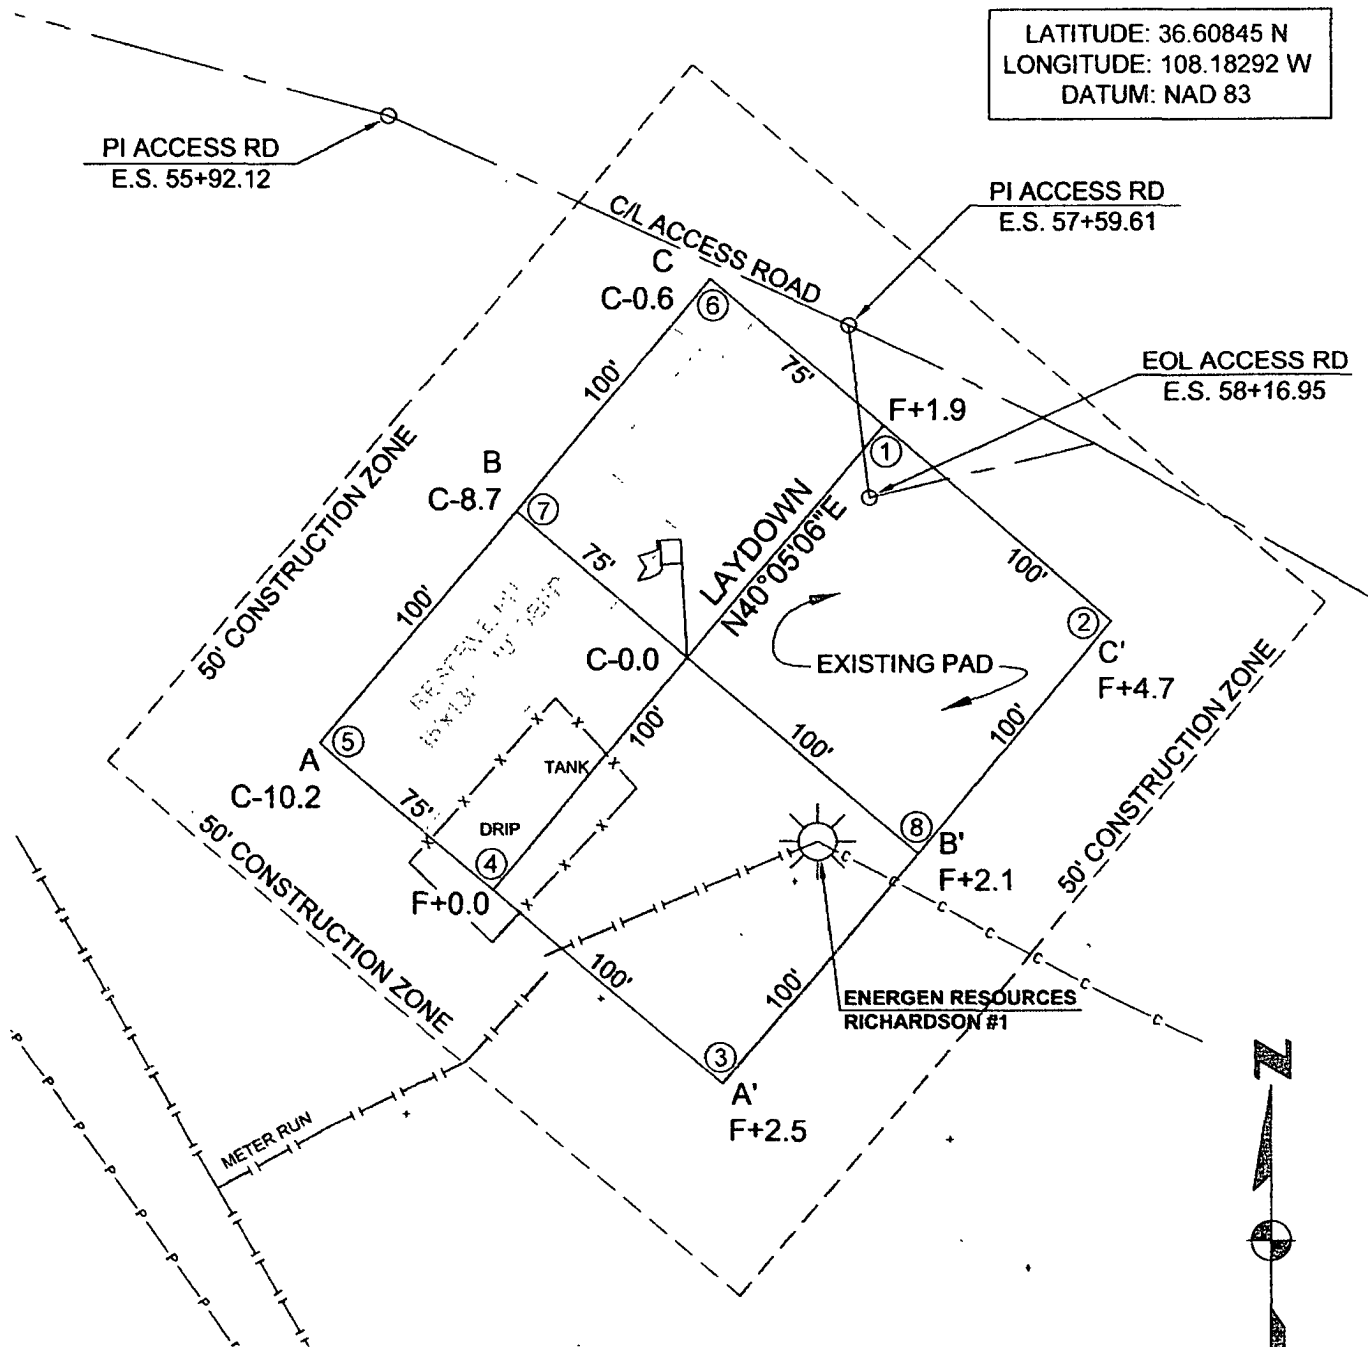 LATITUDE: 36.60845 N
LONGITUDE: 108.18292 W
DATUM: NAD 83
PI ACCESS RD
E.S. 55+92.12
PI ACCESS RD
E.S. 57+59.61
C/L ACCESS ROAD
C
C-0.6
6
75'
100'
EOL ACCESS RD
E.S. 58+16.95
F+1.9
1
50' CONSTRUCTION ZONE
B
C-8.7
7
75'
LAYDOWN
N40°05'06"E
100'
100'
2
C'
F+4.7
C-0.0
EXISTING PAD
100'
100'
100'
50' CONSTRUCTION ZONE
5
A
C-10.2
75'
TANK
DRIP
4
F+0.0
8
B'
F+2.1
50' CONSTRUCTION ZONE
100'
100'
ENERGEN RESOURCES
RICHARDSON #1
3
A'
F+2.5
METER RUN
x x x x x x x x
C C C C C C
P P P P P P
N